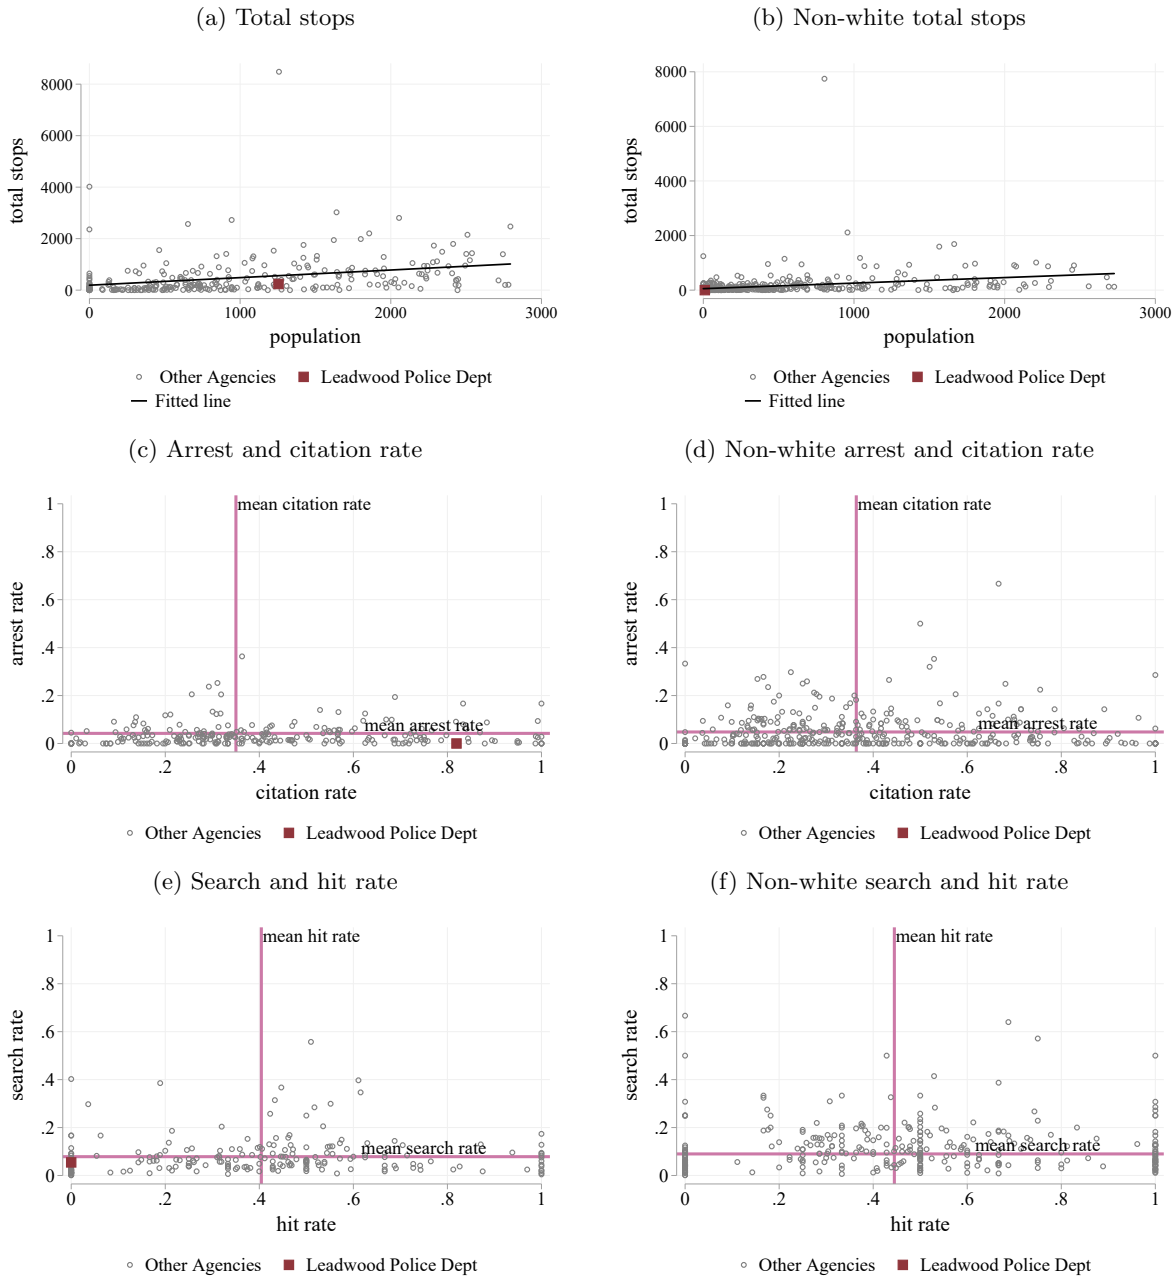 (a) Total stops
(b) Non-white total stops
8000
6000
4000
2000
0
total stops
0 1000 2000 3000
population
Other Agencies Leadwood Police Dept
Fitted line
8000
6000
4000
2000
0
total stops
0 1000 2000 3000
population
Other Agencies Leadwood Police Dept
Fitted line
(c) Arrest and citation rate
(d) Non-white arrest and citation rate
1
.8
.6
.4
.2
0
arrest rate
mean citation rate
mean arrest rate
0 .2 .4 .6 .8 1
citation rate
Other Agencies Leadwood Police Dept
1
.8
.6
.4
.2
0
arrest rate
mean citation rate
mean arrest rate
0 .2 .4 .6 .8 1
citation rate
Other Agencies Leadwood Police Dept
(e) Search and hit rate
(f) Non-white search and hit rate
1
.8
.6
.4
.2
0
search rate
mean hit rate
mean search rate
0 .2 .4 .6 .8 1
hit rate
Other Agencies Leadwood Police Dept
1
.8
.6
.4
.2
0
search rate
mean hit rate
mean search rate
0 .2 .4 .6 .8 1
hit rate
Other Agencies Leadwood Police Dept